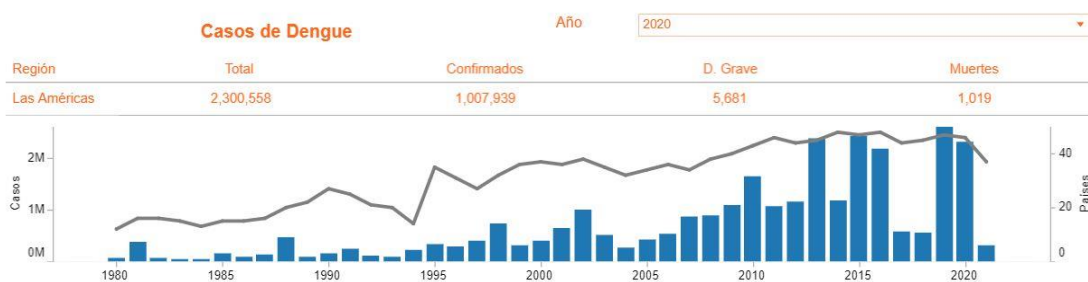 Casos de Dengue
Año
2020
Región Total Confirmados D. Grave Muertes
Las Américas 2,300,558 1,007,939 5,681 1,019
Casos
2M
1M
0M
40
20
0
Países
1980 1985 1990 1995 2000 2005 2010 2015 2020